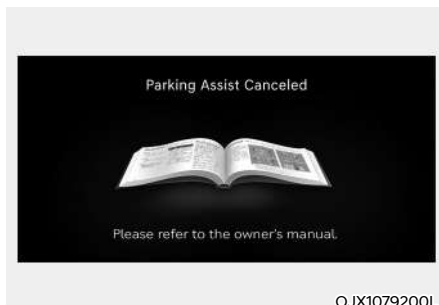 Parking Assist Canceled
Please refer to the owner's manual.
OJX1079200L